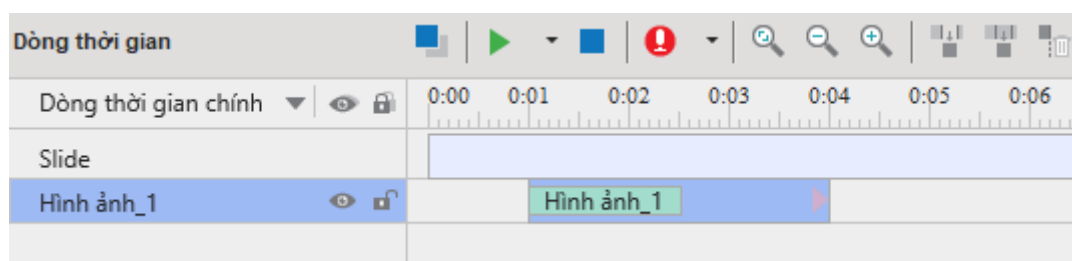 Dòng thời gian
Dòng thời gian chính 0:00 0:01 0:02 0:03 0:04 0:05 0:06
Slide
Hình ảnh_1 Hình ảnh_1